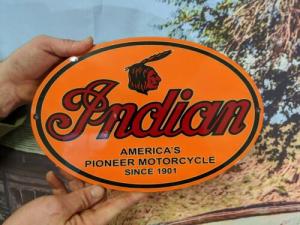 Indian
AMERICA'S
PIONEER MOTORCYCLE
SINCE 1901